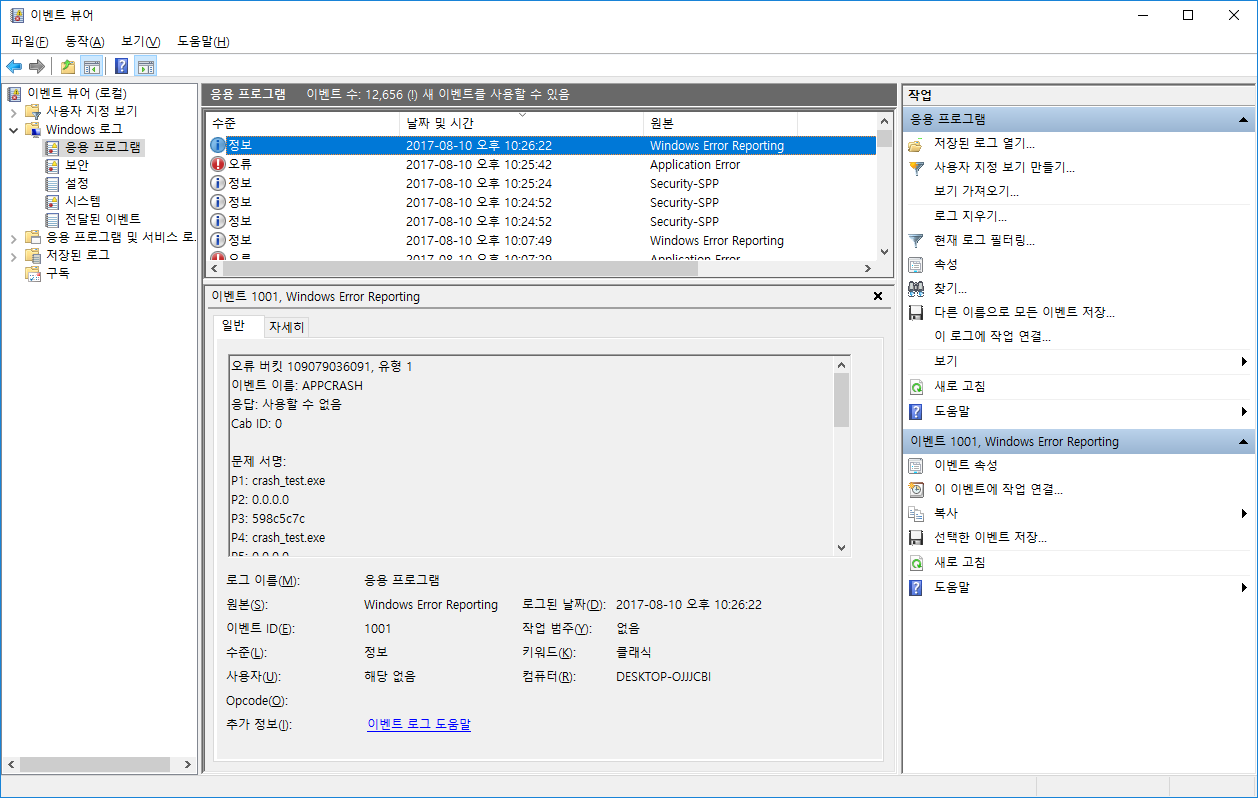 이벤트 뷰어
파일(F) 동작(A) 보기(V) 도움말(H)
이벤트 뷰어 (로컬)
사용자 지정 보기
Windows 로그
응용 프로그램
보안
설정
시스템
전달된 이벤트
응용 프로그램 및 서비스 로
저장된 로그
구독
응용 프로그램 이벤트 수: 12,656 (!) 새 이벤트를 사용할 수 있음
수준 날짜 및 시간 원본
정보 2017-08-10 오후 10:26:22 Windows Error Reporting
오류 2017-08-10 오후 10:25:42 Application Error
정보 2017-08-10 오후 10:25:24 Security-SPP
정보 2017-08-10 오후 10:24:52 Security-SPP
정보 2017-08-10 오후 10:24:52 Security-SPP
정보 2017-08-10 오후 10:07:49 Windows Error Reporting
오류 2017-08-10 오후 10:07:29 Application Error
이벤트 1001, Windows Error Reporting
일반 자세히
오류 버킷 109079036091, 유형 1
이벤트 이름: APPCRASH
응답: 사용할 수 없음
Cab ID: 0
문제 서명:
P1: crash_test.exe
P2: 0.0.0.0
P3: 598c5c7c
P4: crash_test.exe
P5: 0.0.0.0
로그 이름(M): 응용 프로그램
원본(S): Windows Error Reporting 로그된 날짜(D): 2017-08-10 오후 10:26:22
이벤트 ID(E): 1001 작업 범주(Y): 없음
수준(L): 정보 키워드(K): 클래식
사용자(U): 해당 없음 컴퓨터(R): DESKTOP-OJJJCBI
Opcode(O):
추가 정보(I): 이벤트 로그 도움말
작업
응용 프로그램
저장된 로그 열기...
사용자 지정 보기 만들기...
보기 가져오기...
로그 지우기...
현재 로그 필터링...
속성
찾기...
다른 이름으로 모든 이벤트 저장...
이 로그에 작업 연결...
보기
새로 고침
도움말
이벤트 1001, Windows Error Reporting
이벤트 속성
이 이벤트에 작업 연결...
복사
선택한 이벤트 저장...
새로 고침
도움말